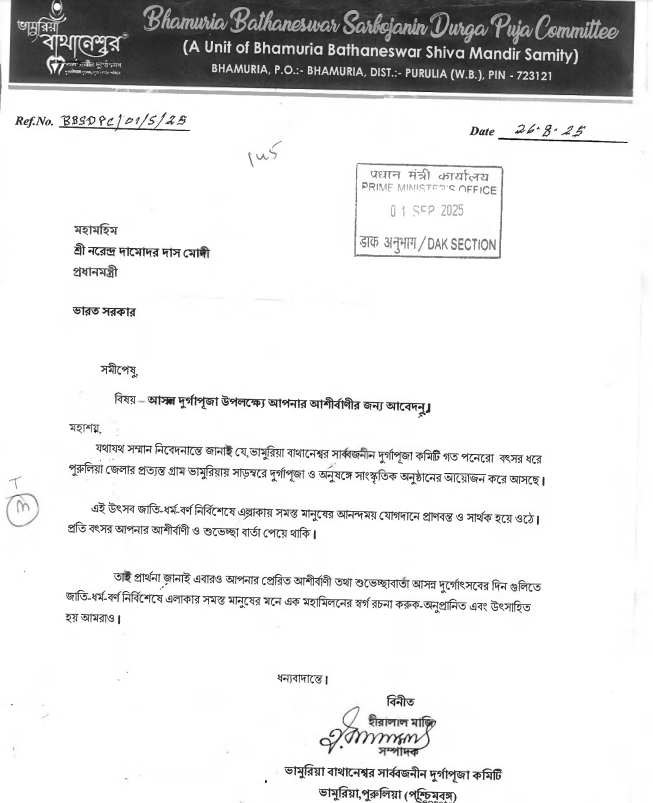 ভামুরিয়া
বাথানেশ্বর
Bhamuria Bathaneswar Sarbojanin Durga Puja Committee
(A Unit of Bhamuria Bathaneswar Shiva Mandir Samity)
BHAMURIA, P.O.:- BHAMURIA, DIST.:- PURULIA (W.B.), PIN - 723121
Ref.No. BBSDPC/01/5/25
Date 26.8.25
प्रधान मंत्री कार्यालय
PRIME MINISTER'S OFFICE
01 SEP 2025
डाक अनुभाग / DAK SECTION
মহামহিম
শ্রী নরেন্দ্র দামোদর দাস মোদী
প্রধানমন্ত্রী
ভারত সরকার
সমীপেষু,
বিষয় – আসন্ন দুর্গাপূজা উপলক্ষ্যে আপনার আশীর্বাণীর জন্য আবেদন।
মহাশয়,
যথাযথ সম্মান নিবেদনান্তে জানাই যে,ভামুরিয়া বাথানেশ্বর সার্ব্বজনীন দুর্গাপূজা কমিটি গত পনেরো বৎসর ধরে
পুরুলিয়া জেলার প্রত্যন্ত গ্রাম ভামুরিয়ায় সাড়ম্বরে দুর্গাপূজা ও অনুষঙ্গে সাংস্কৃতিক অনুষ্ঠানের আয়োজন করে আসছে।
এই উৎসব জাতি-ধর্ম-বর্ণ নির্বিশেষে এলাকায় সমস্ত মানুষের আনন্দময় যোগদানে প্রাণবন্ত ও সার্থক হয়ে ওঠে।
প্রতি বৎসর আপনার আশীর্বাণী ও শুভেচ্ছা বার্তা পেয়ে থাকি।
তাই প্রার্থনা জানাই এবারও আপনার প্রেরিত আশীর্বাণী তথা শুভেচ্ছাবার্তা আসন্ন দুর্গোৎসবের দিন গুলিতে
জাতি-ধর্ম-বর্ণ নির্বিশেষে এলাকার সমস্ত মানুষের মনে এক মহামিলনের স্বর্গ রচনা করুক-অনুপ্রানিত এবং উৎসাহিত
হয় আমরাও।
ধন্যবাদান্তে।
বিনীত
হীরালাল মাজি
সম্পাদক
ভামুরিয়া বাথানেশ্বর সার্ব্বজনীন দুর্গাপূজা কমিটি
ভামুরিয়া,পুরুলিয়া (পশ্চিমবঙ্গ)